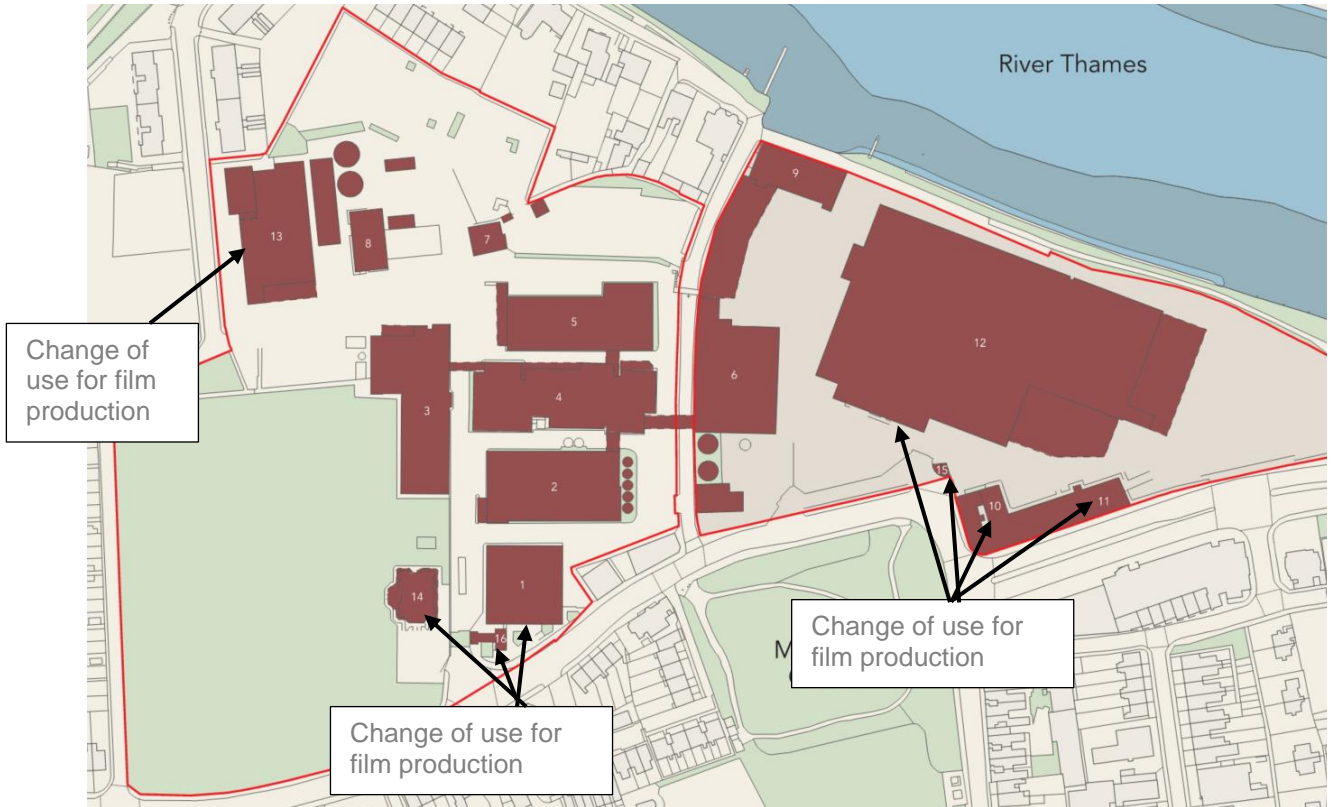 River Thames
9
13
8
7
5
12
Change of
use for film
production
6
4
3
15
2
10
11
1
14
Change of use for
film production
16
M
Change of use for
film production